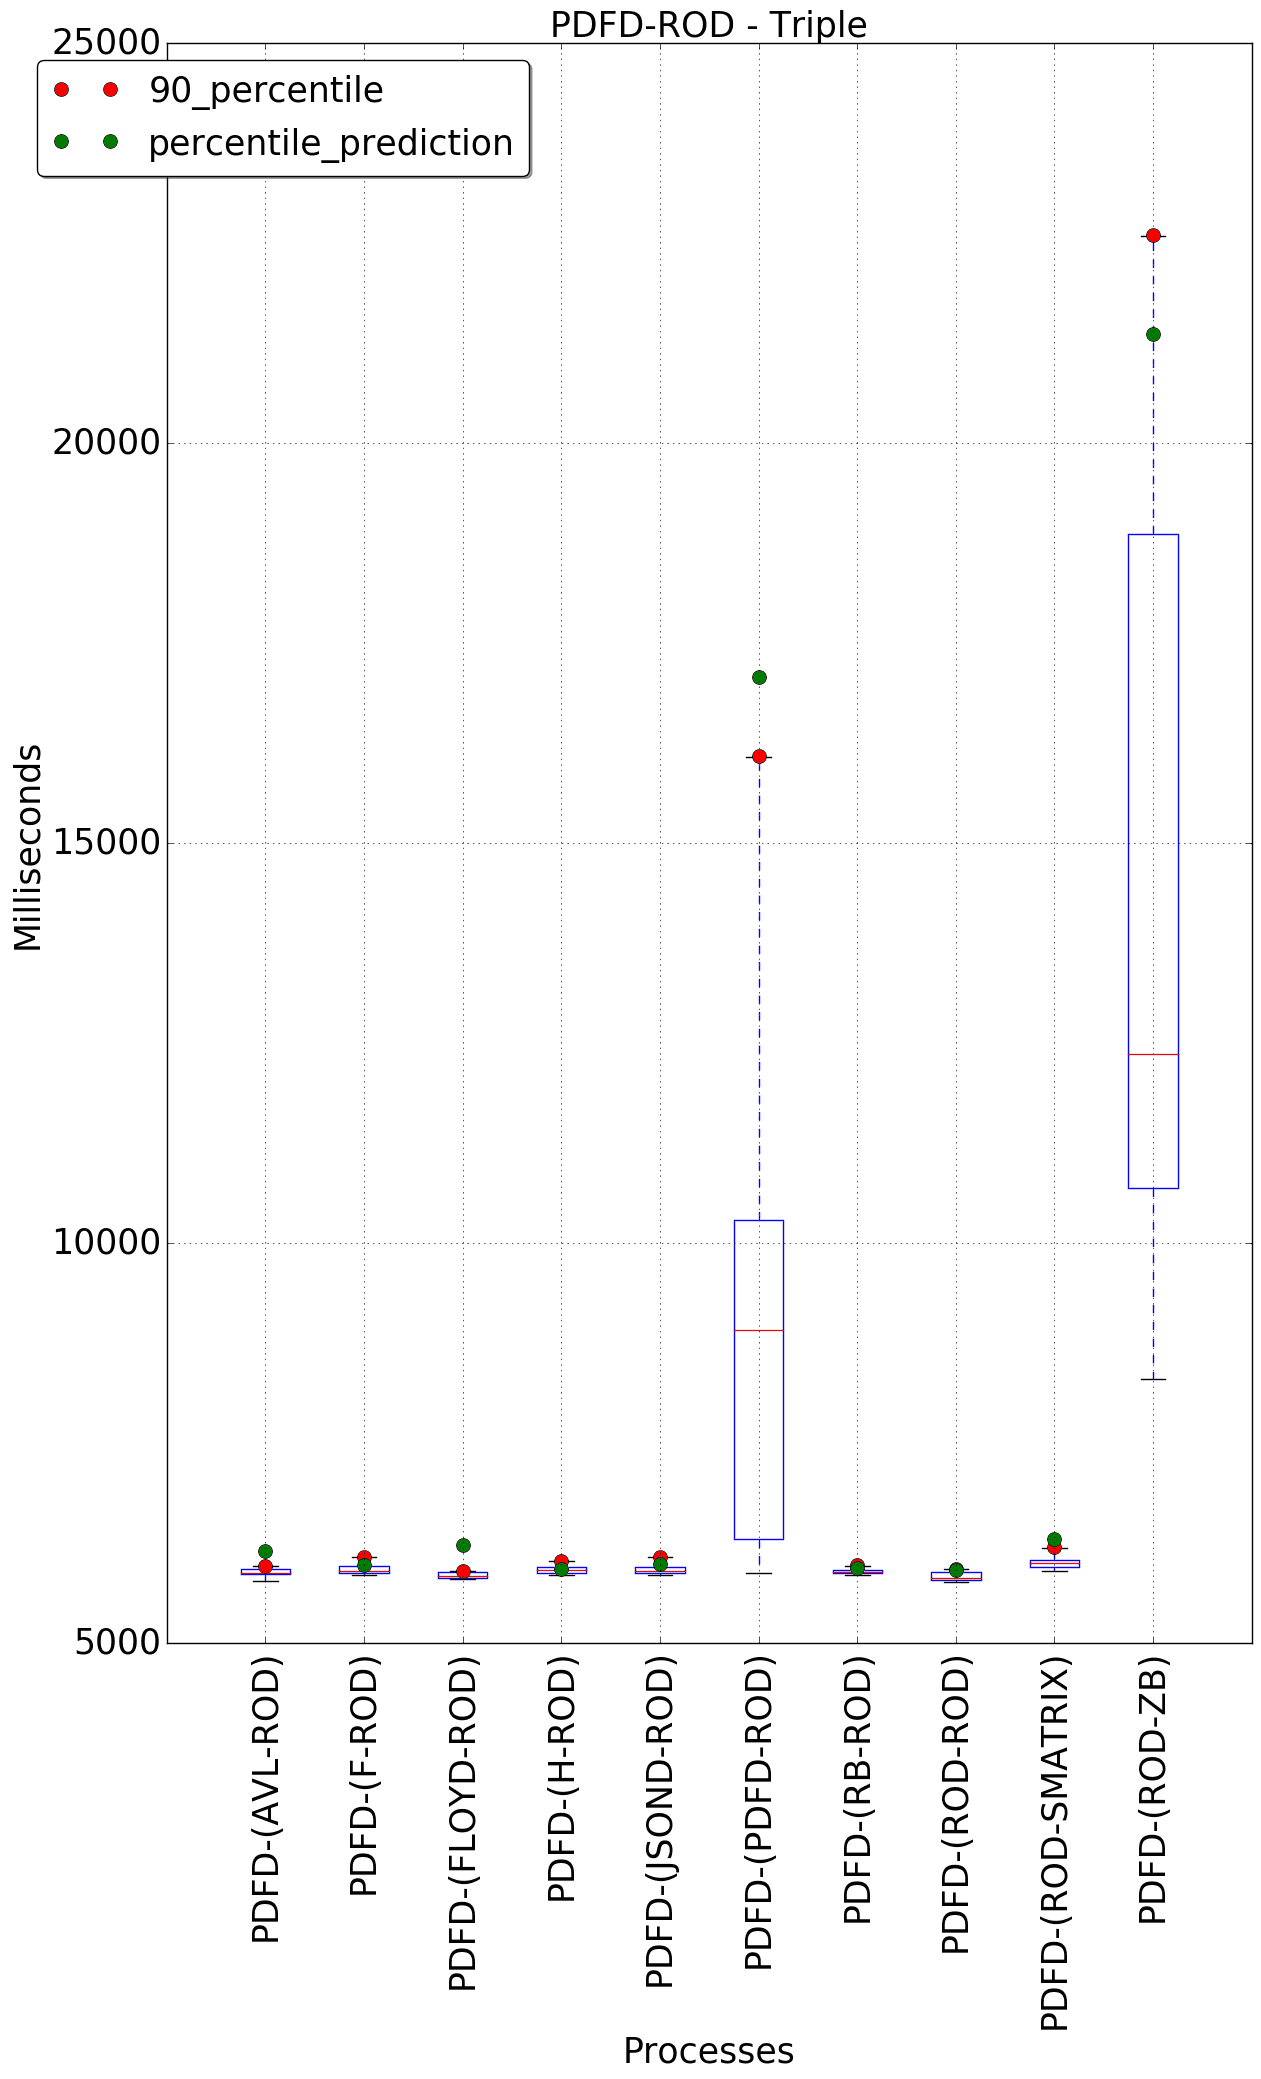 PDFD-ROD - Triple
90_percentile
percentile_prediction
25000
20000
15000
10000
5000
Milliseconds
PDFD-(AVL-ROD)
PDFD-(F-ROD)
PDFD-(FLOYD-ROD)
PDFD-(H-ROD)
PDFD-(JSOND-ROD)
PDFD-(PDFD-ROD)
PDFD-(RB-ROD)
PDFD-(ROD-ROD)
PDFD-(ROD-SMATRIX)
PDFD-(ROD-ZB)
Processes